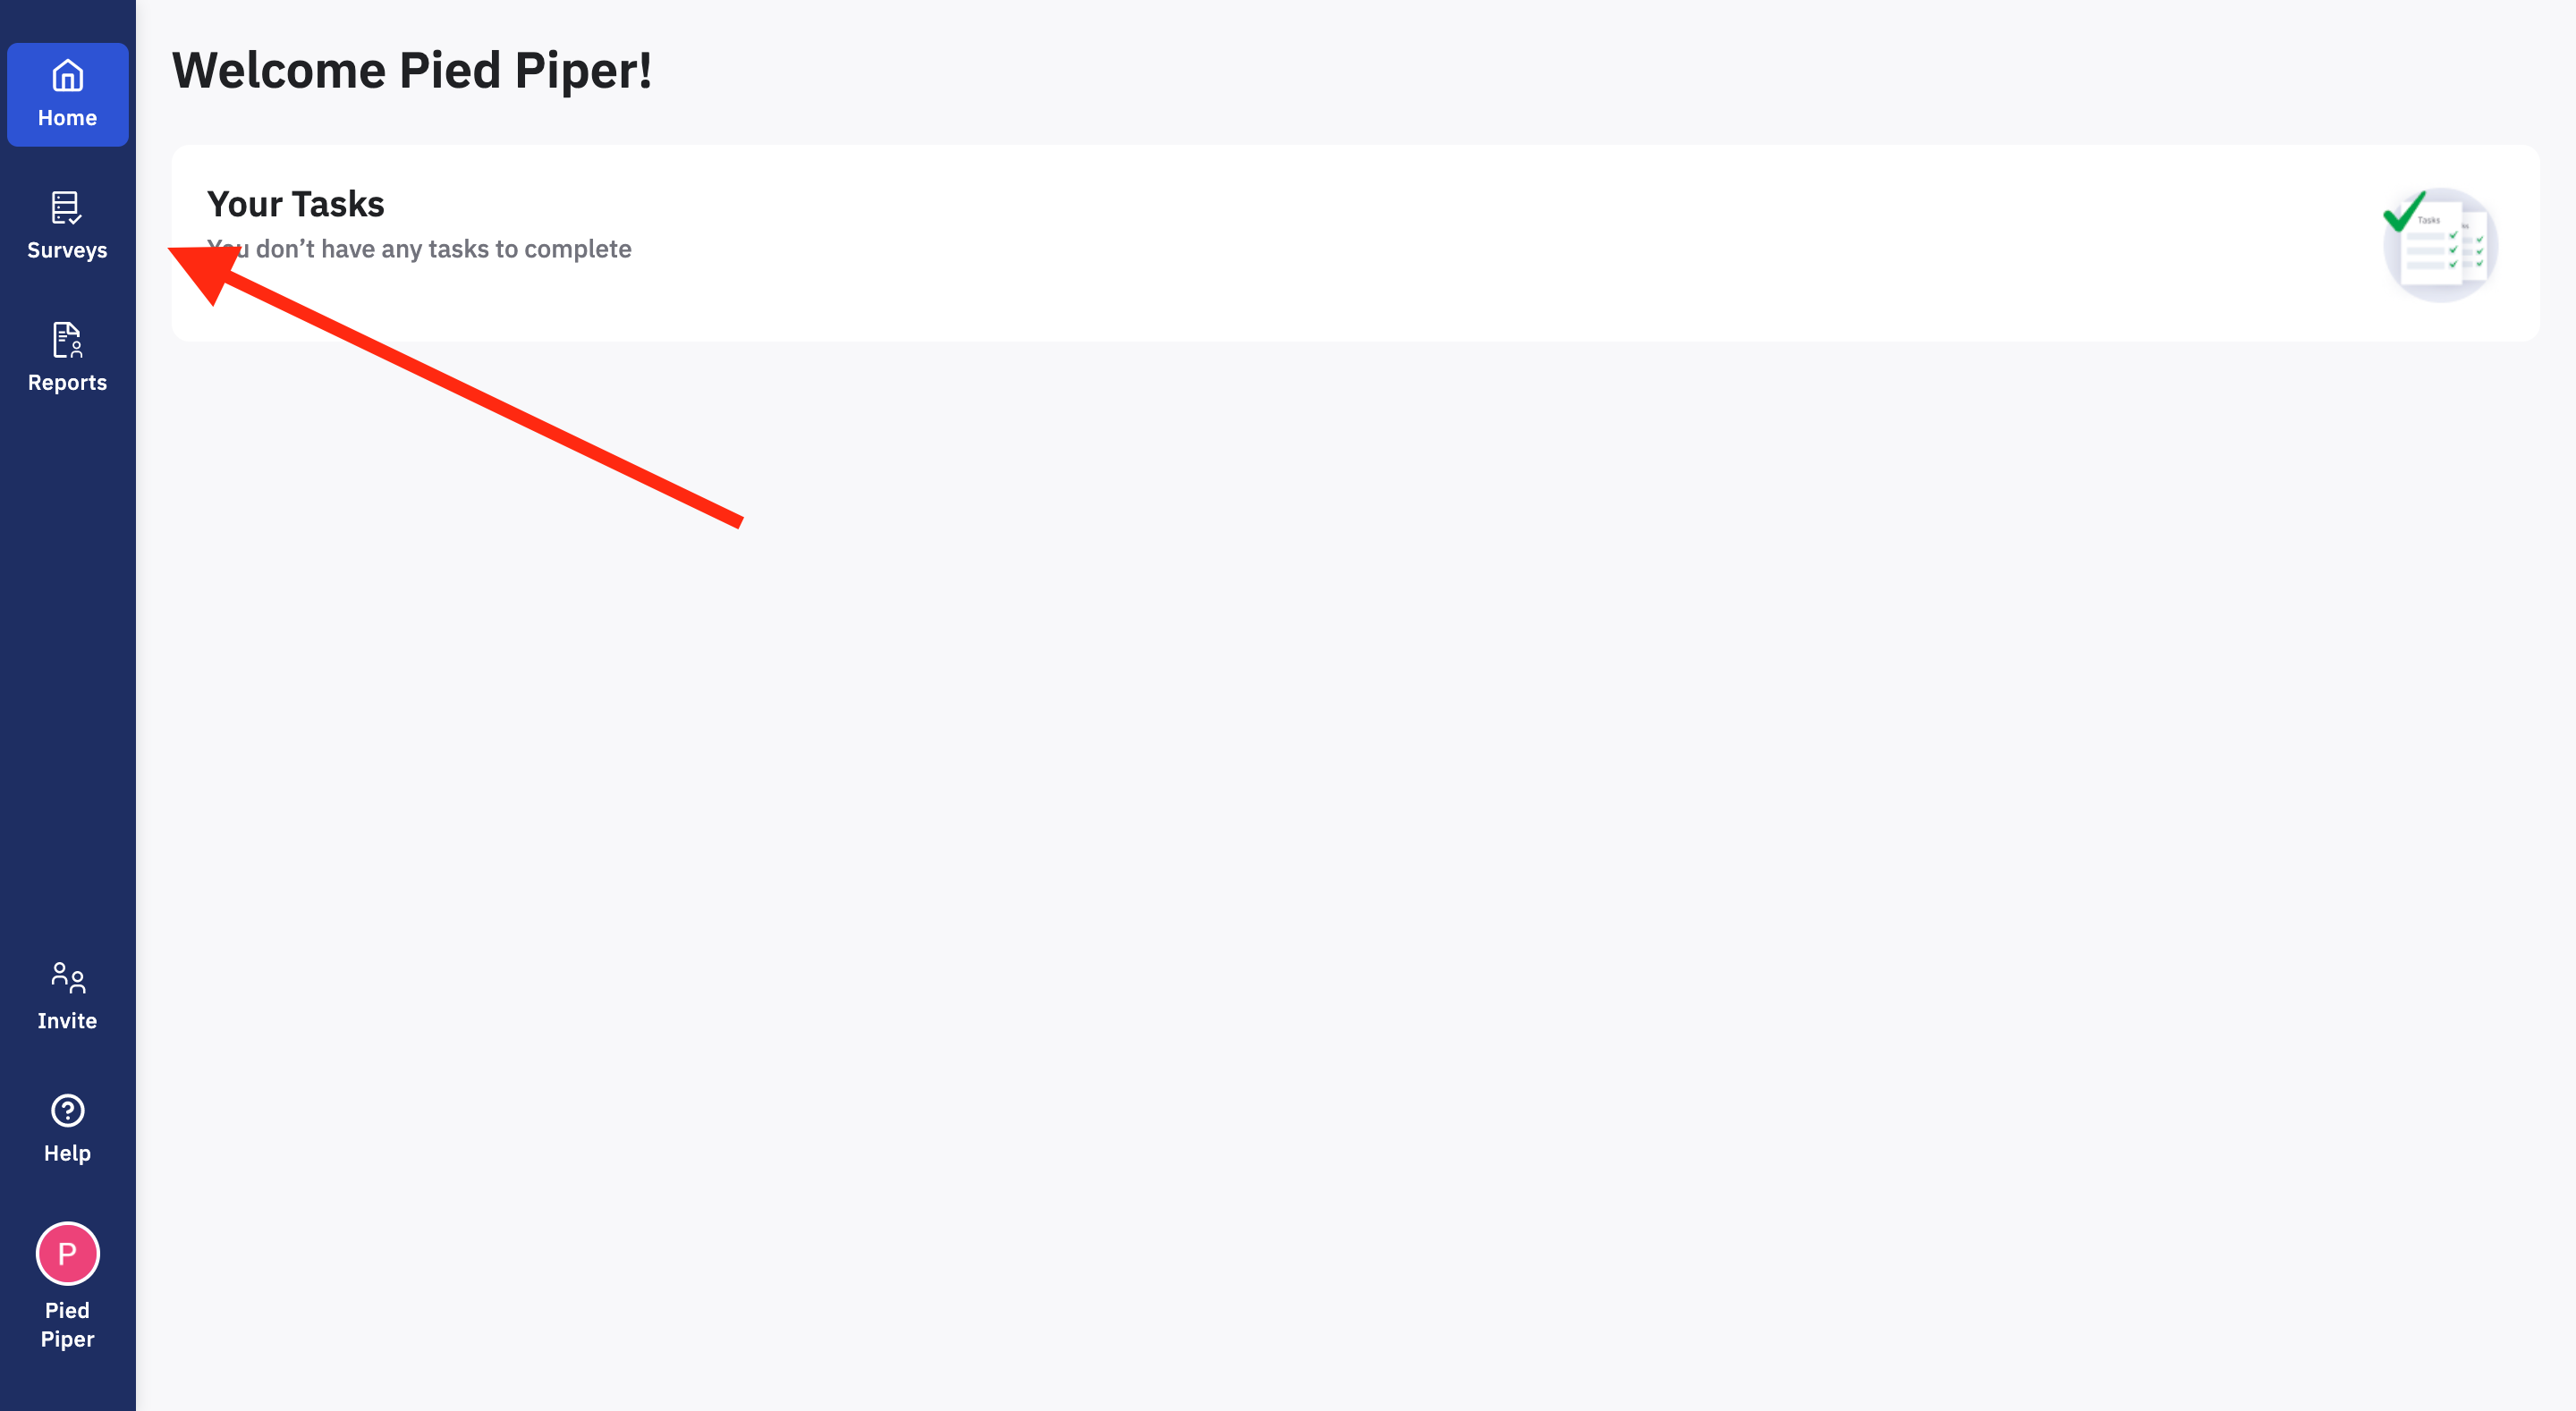 Home
Surveys
Reports
Invite
Help
P
Pied
Piper
Welcome Pied Piper!
Your Tasks
You don’t have any tasks to complete
Tasks